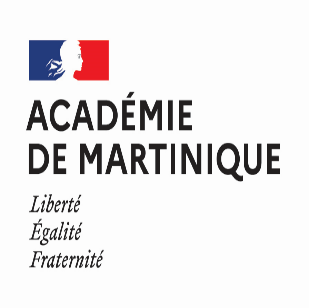 ACADÉMIE
DE MARTINIQUE
Liberté
Égalité
Fraternité